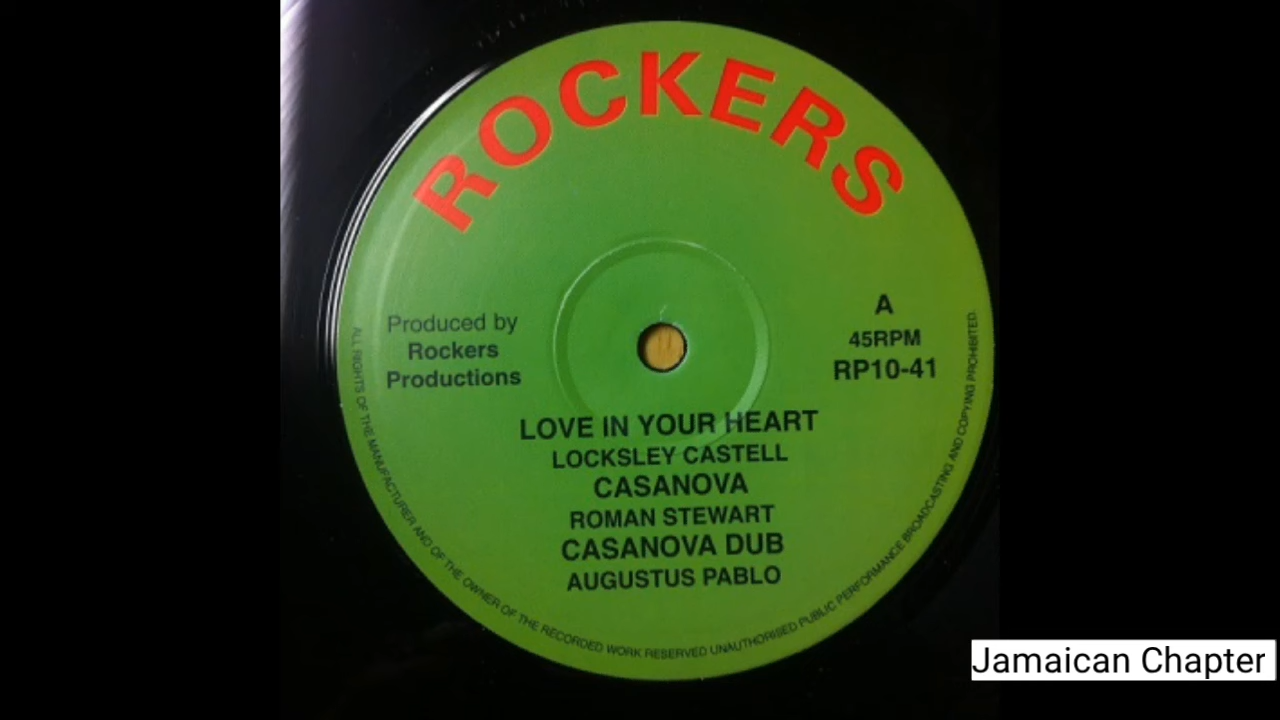 ROCKERS
Produced by
Rockers
Productions
A
45RPM
RP10-41
LOVE IN YOUR HEART
LOCKSLEY CASTELL
CASANOVA
ROMAN STEWART
CASANOVA DUB
AUGUSTUS PABLO
ALL RIGHTS OF THE MANUFACTURER AND OF THE OWNER OF THE RECORDED WORK RESERVED UNAUTHORISED PUBLIC PERFORMANCE BROADCASTING AND COPYING PROHIBITED.
Jamaican Chapter